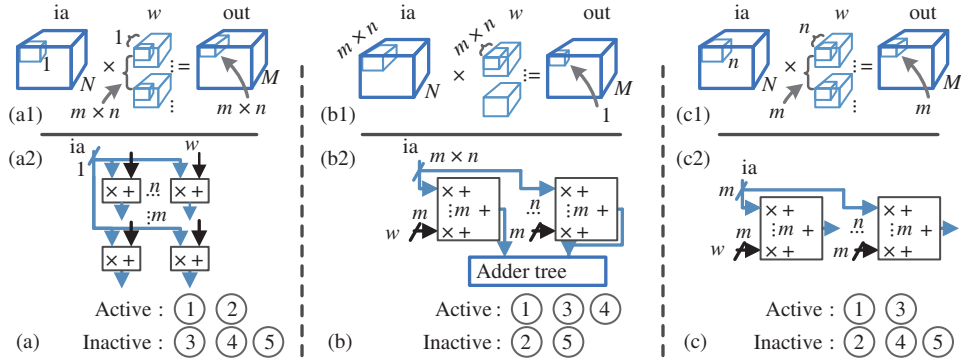 ia w out
1
1
×
⋮ =
N
M
⋮
(a1) m × n m × n
ia w out
m × n
m × n
×
⋮ =
N
M
⋮
(b1) 1
ia w out
n
n
×
⋮ =
N
M
⋮
(c1) m m
(a2) ia w
1
× + ... n × +
⋮m
× + × +
Active : 1 2
(a) Inactive : 3 4 5
(b2) ia m × n
× + × +
⋮m + ... n ⋮m +
w m × + m × +
Adder tree
Active : 1 3 4
(b) Inactive : 2 5
(c2) ia
m
× + × +
⋮m + ... n ⋮m +
w m × + m × +
Active : 1 3
(c) Inactive : 2 4 5